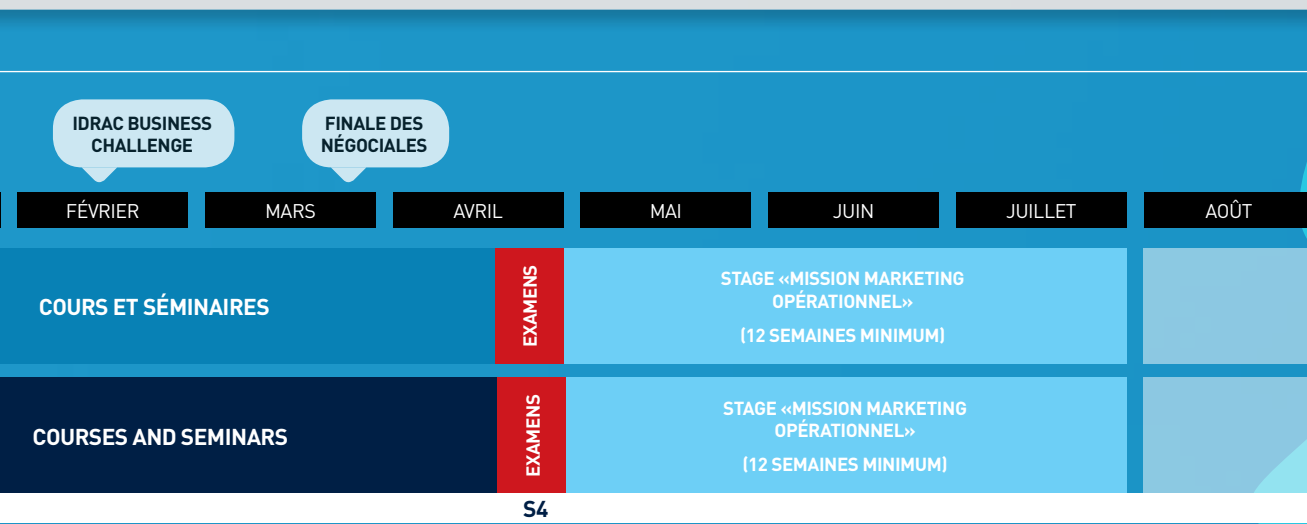 IDRAC BUSINESS
CHALLENGE
FINALE DES
NÉGOCIALES
FÉVRIER
MARS
AVRIL
MAI
JUIN
JUILLET
AOÛT
COURS ET SÉMINAIRES
EXAMENS
STAGE «MISSION MARKETING
OPÉRATIONNEL»
(12 SEMAINES MINIMUM)
COURSES AND SEMINARS
EXAMENS
STAGE «MISSION MARKETING
OPÉRATIONNEL»
(12 SEMAINES MINIMUM)
S4